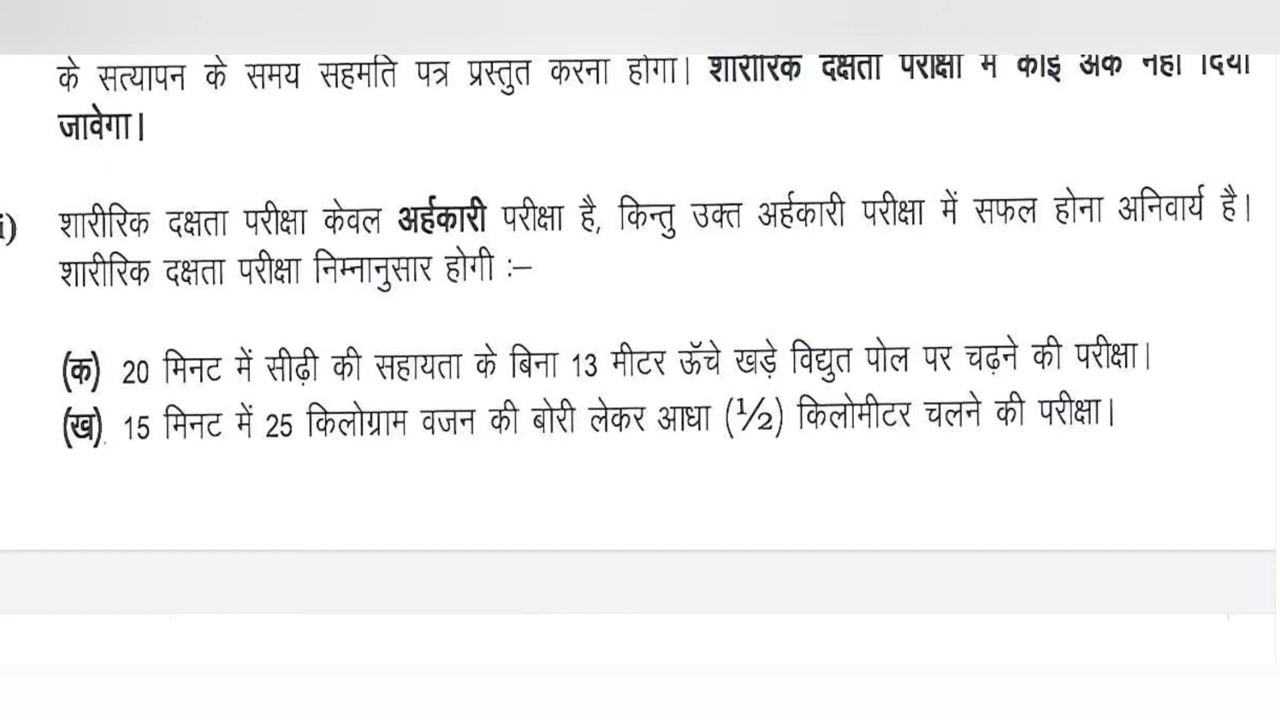 के सत्यापन के समय सहमति पत्र प्रस्तुत करना होगा। शारीरिक दक्षता परीक्षा में कोई अंक नहीं दिया
जावेगा।
i) शारीरिक दक्षता परीक्षा केवल अर्हकारी परीक्षा है, किन्तु उक्त अर्हकारी परीक्षा में सफल होना अनिवार्य है।
शारीरिक दक्षता परीक्षा निम्नानुसार होगी :–
(क) 20 मिनट में सीढ़ी की सहायता के बिना 13 मीटर ऊँचे खड़े विद्युत पोल पर चढ़ने की परीक्षा।
(ख). 15 मिनट में 25 किलोग्राम वजन की बोरी लेकर आधा (½) किलोमीटर चलने की परीक्षा।